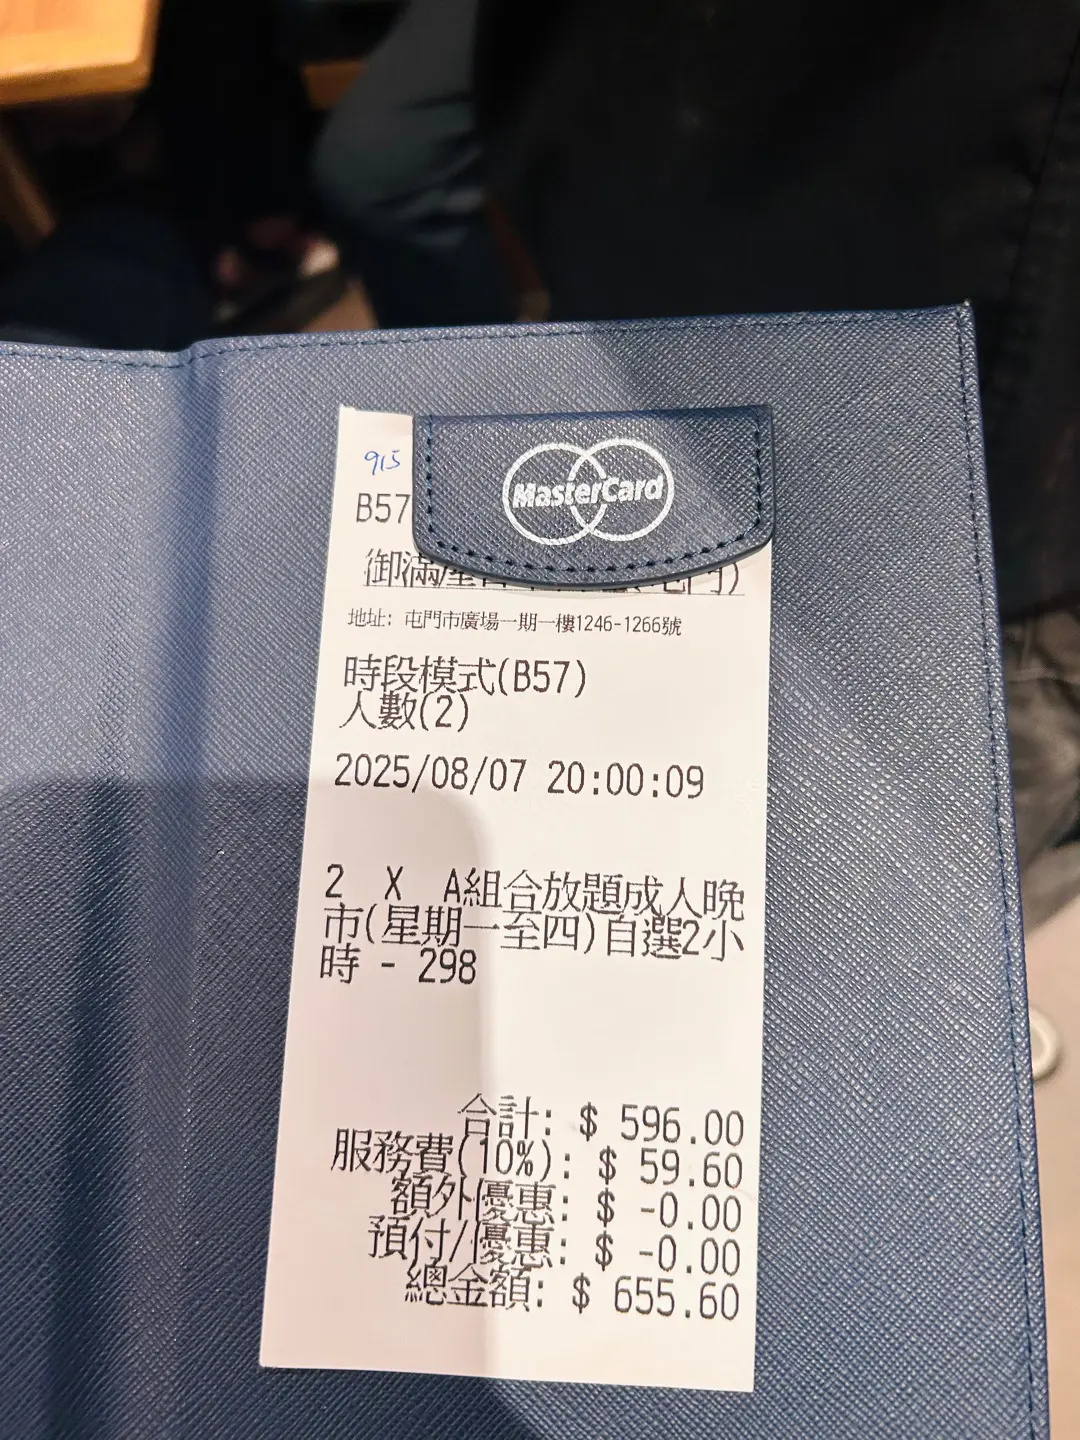 915
MasterCard
B57
御滿
地址: 屯門市廣場一期一樓1246-1266號
時段模式(B57)
人數(2)
2025/08/07 20:00:09
2 X A組合放題成人晚
市(星期一至四)自選2小
時 - 298
合計: $ 596.00
服務費(10%): $ 59.60
額外優惠: $ -0.00
預付/優惠: $ -0.00
總金額: $ 655.60